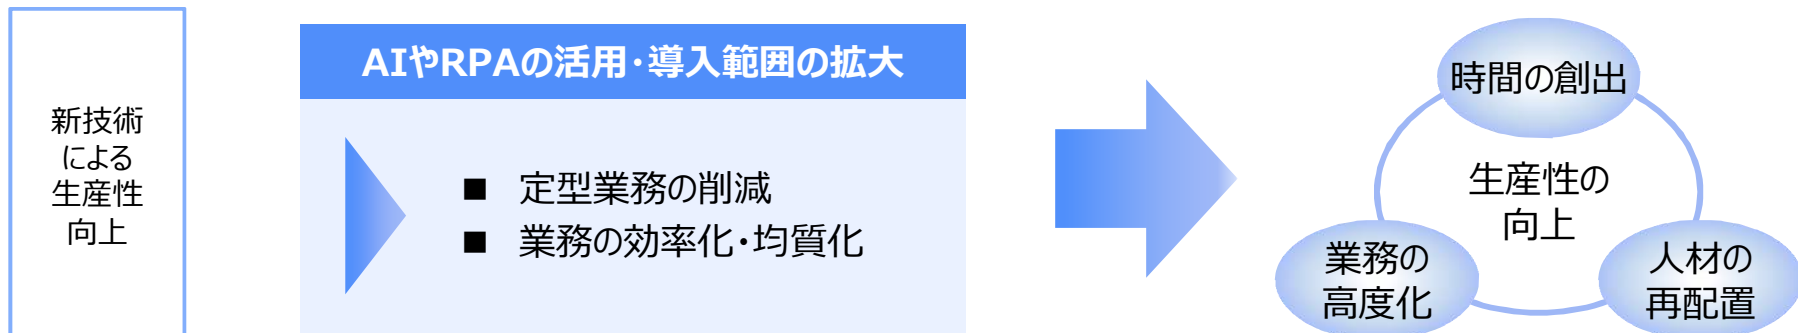 新技術
による
生産性
向上
AIやRPAの活用・導入範囲の拡大
■ 定型業務の削減
■ 業務の効率化・均質化
時間の創出
生産性の
向上
業務の
高度化
人材の
再配置